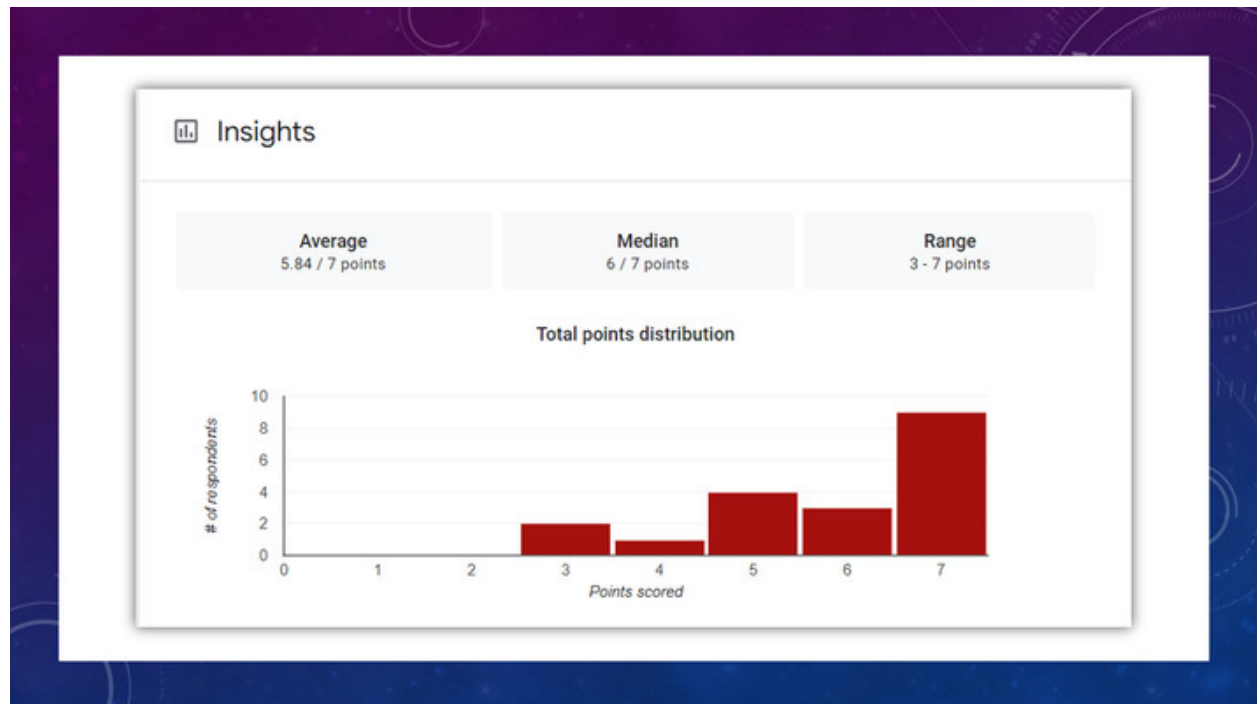 Insights
Average
5.84 / 7 points
Median
6 / 7 points
Range
3 - 7 points
Total points distribution
# of respondents
10
8
6
4
2
0
0 1 2 3 4 5 6 7
Points scored